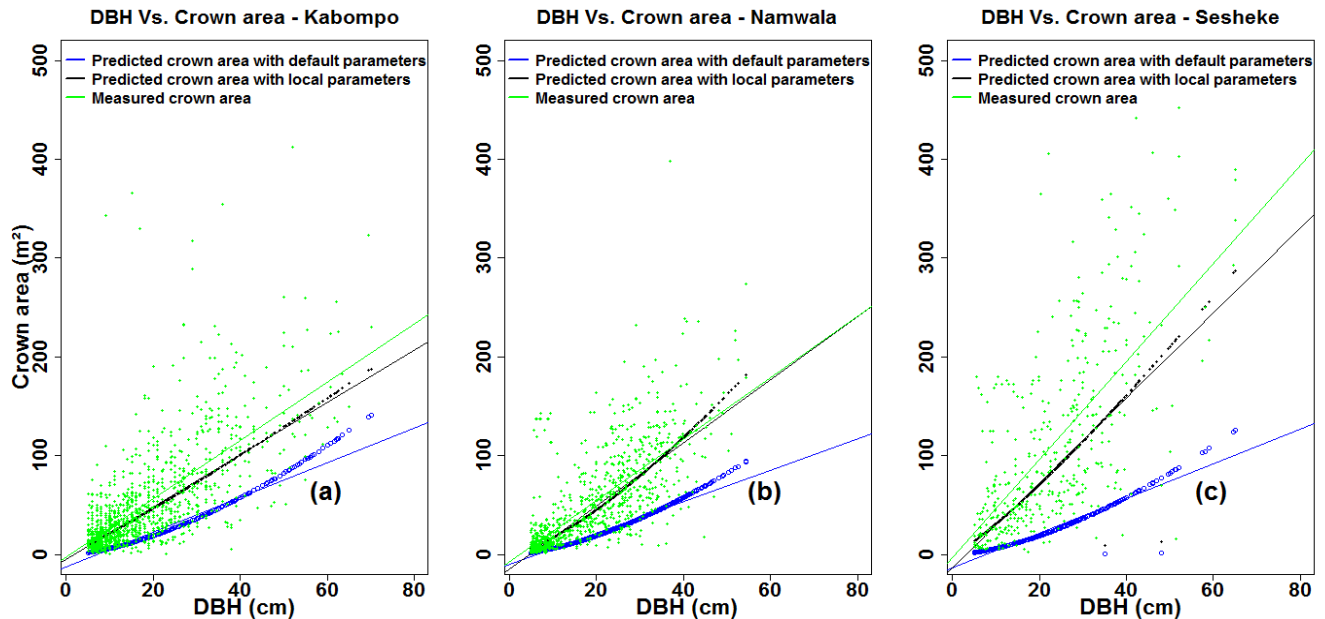 DBH Vs. Crown area - Kabompo
Predicted crown area with default parameters
Predicted crown area with local parameters
Measured crown area
500
400
300
200
100
0
Crown area (m²)
(a)
0 20 40 60 80
DBH (cm)
DBH Vs. Crown area - Namwala
Predicted crown area with default parameters
Predicted crown area with local parameters
Measured crown area
500
400
300
200
100
0
(b)
0 20 40 60 80
DBH (cm)
DBH Vs. Crown area - Sesheke
Predicted crown area with default parameters
Predicted crown area with local parameters
Measured crown area
500
400
300
200
100
0
(c)
0 20 40 60 80
DBH (cm)